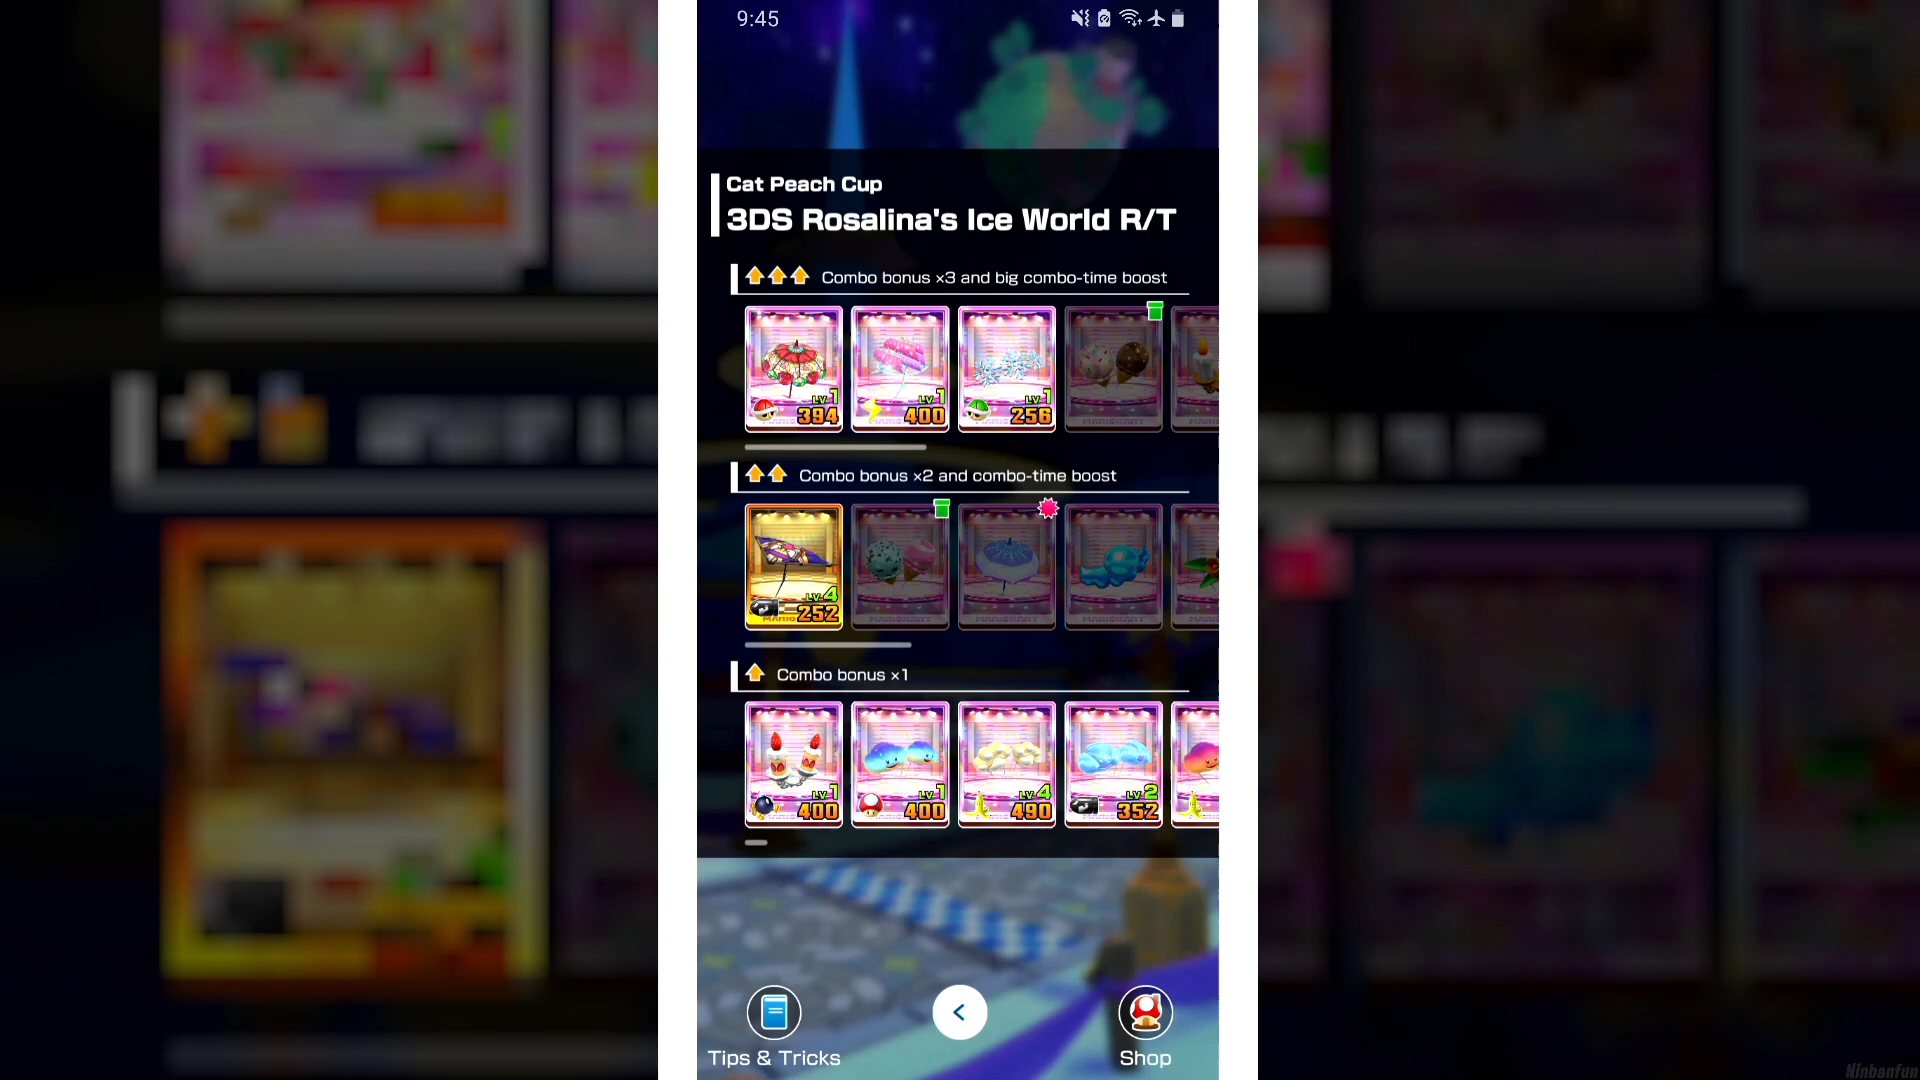 9:45
Cat Peach Cup
3DS Rosalina's Ice World R/T
Combo bonus ×3 and big combo-time boost
LV.1 394
LV.1 400
LV.1 256
Combo bonus ×2 and combo-time boost
LV.4 252
Combo bonus ×1
LV.1 400
LV.1 400
LV.4 490
LV.2 352
Tips & Tricks
Shop
Ninbanfun